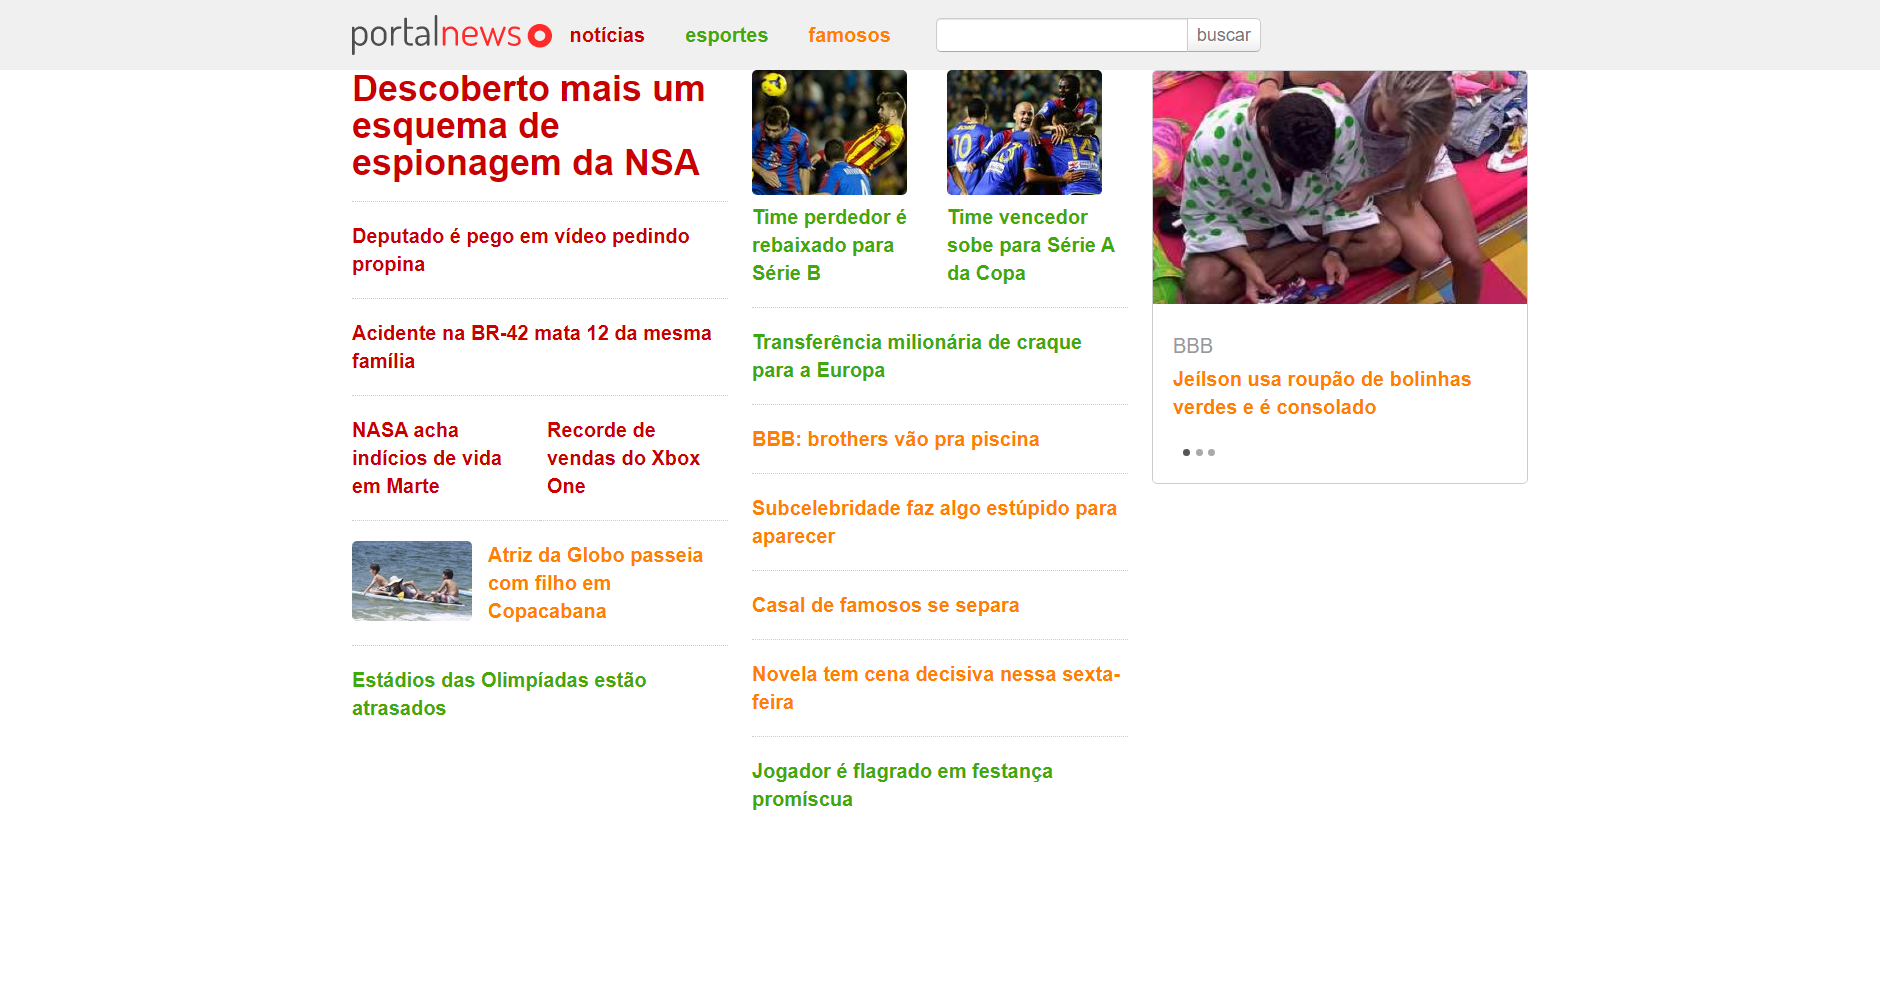 portalnews notícias esportes famosos buscar
Descoberto mais um
esquema de
espionagem da NSA
Deputado é pego em vídeo pedindo
propina
Acidente na BR-42 mata 12 da mesma
família
NASA acha
indícios de vida
em Marte
Recorde de
vendas do Xbox
One
Atriz da Globo passeia
com filho em
Copacabana
Estádios das Olimpíadas estão
atrasados
Time perdedor é
rebaixado para
Série B
10
14
Time vencedor
sobe para Série A
da Copa
Transferência milionária de craque
para a Europa
BBB: brothers vão pra piscina
Subcelebridade faz algo estúpido para
aparecer
Casal de famosos se separa
Novela tem cena decisiva nessa sexta-
feira
Jogador é flagrado em festança
promíscua
BBB
Jeílson usa roupão de bolinhas
verdes e é consolado